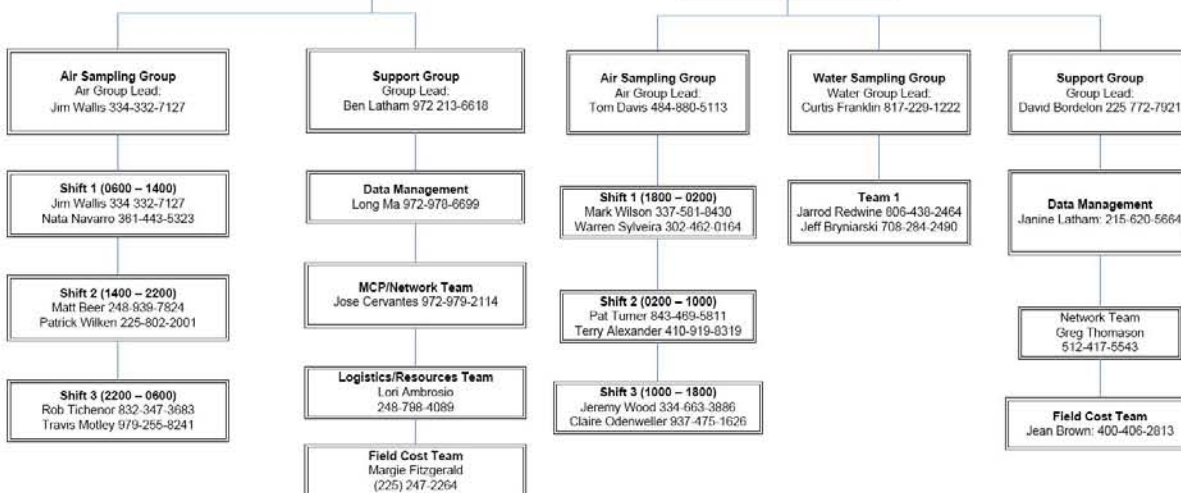 Air Sampling Group
Air Group Lead:
Jim Wallis 334-332-7127
Shift 1 (0600 – 1400)
Jim Wallis 334 332-7127
Nata Navarro 361-443-5323
Shift 2 (1400 – 2200)
Matt Beer 248-939-7824
Patrick Wilken 225-802-2001
Shift 3 (2200 – 0600)
Rob Tichenor 832-347-3683
Travis Motley 979-255-8241
Support Group
Group Lead:
Ben Latham 972 213-6618
Data Management
Long Ma 972-978-6699
MCP/Network Team
Jose Cervantes 972-979-2114
Logistics/Resources Team
Lori Ambrosio
248-798-4089
Field Cost Team
Margie Fitzgerald
(225) 247-2264
Air Sampling Group
Air Group Lead:
Tom Davis 484-880-5113
Shift 1 (1800 – 0200)
Mark Wilson 337-581-8430
Warren Sylveira 302-462-0164
Shift 2 (0200 – 1000)
Pat Turner 843-469-5811
Terry Alexander 410-919-8319
Shift 3 (1000 – 1800)
Jeremy Wood 334-663-3886
Claire Odenweller 937-475-1626
Water Sampling Group
Water Group Lead:
Curtis Franklin 817-229-1222
Team 1
Jarrod Redwine 806-438-2464
Jeff Bryniarski 708-284-2490
Support Group
Group Lead:
David Bordelon 225 772-7921
Data Management
Janine Latham: 215-620-5664
Network Team
Greg Thomason
512-417-5543
Field Cost Team
Jean Brown: 400-406-2813